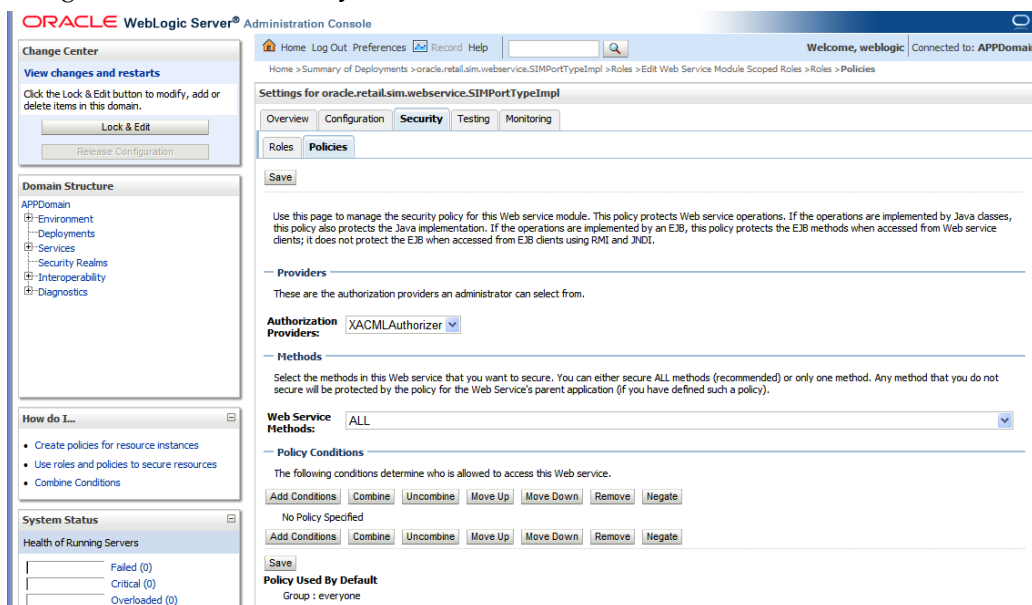 ORACLE WebLogic Server® Administration Console
Change Center
View changes and restarts
Click the Lock & Edit button to modify, add or
delete items in this domain.
Lock & Edit
Release Configuration
Domain Structure
APPDomain
Environment
Deployments
Services
Security Realms
Interoperability
Diagnostics
How do I...
Create policies for resource instances
Use roles and policies to secure resources
Combine Conditions
System Status
Health of Running Servers
Failed (0)
Critical (0)
Overloaded (0)
Home Log Out Preferences Record Help
Welcome, weblogic Connected to: APPDomain
Home >Summary of Deployments >oracle.retail.sim.webservice.SIMPortTypeImpl >Roles >Edit Web Service Module Scoped Roles >Roles >Policies
Settings for oracle.retail.sim.webservice.SIMPortTypeImpl
Overview Configuration Security Testing Monitoring
Roles Policies
Save
Use this page to manage the security policy for this Web service module. This policy protects Web service operations. If the operations are implemented by Java classes,
this policy also protects the Java implementation. If the operations are implemented by an EJB, this policy protects the EJB methods when accessed from Web service
clients; it does not protect the EJB when accessed from EJB clients using RMI and JNDI.
Providers
These are the authorization providers an administrator can select from.
Authorization
Providers:
XACMLAuthorizer
Methods
Select the methods in this Web service that you want to secure. You can either secure ALL methods (recommended) or only one method. Any method that you do not
secure will be protected by the policy for the Web Service's parent application (if you have defined such a policy).
Web Service
Methods:
ALL
Policy Conditions
The following conditions determine who is allowed to access this Web service.
Add Conditions Combine Uncombine Move Up Move Down Remove Negate
No Policy Specified
Add Conditions Combine Uncombine Move Up Move Down Remove Negate
Save
Policy Used By Default
Group : everyone